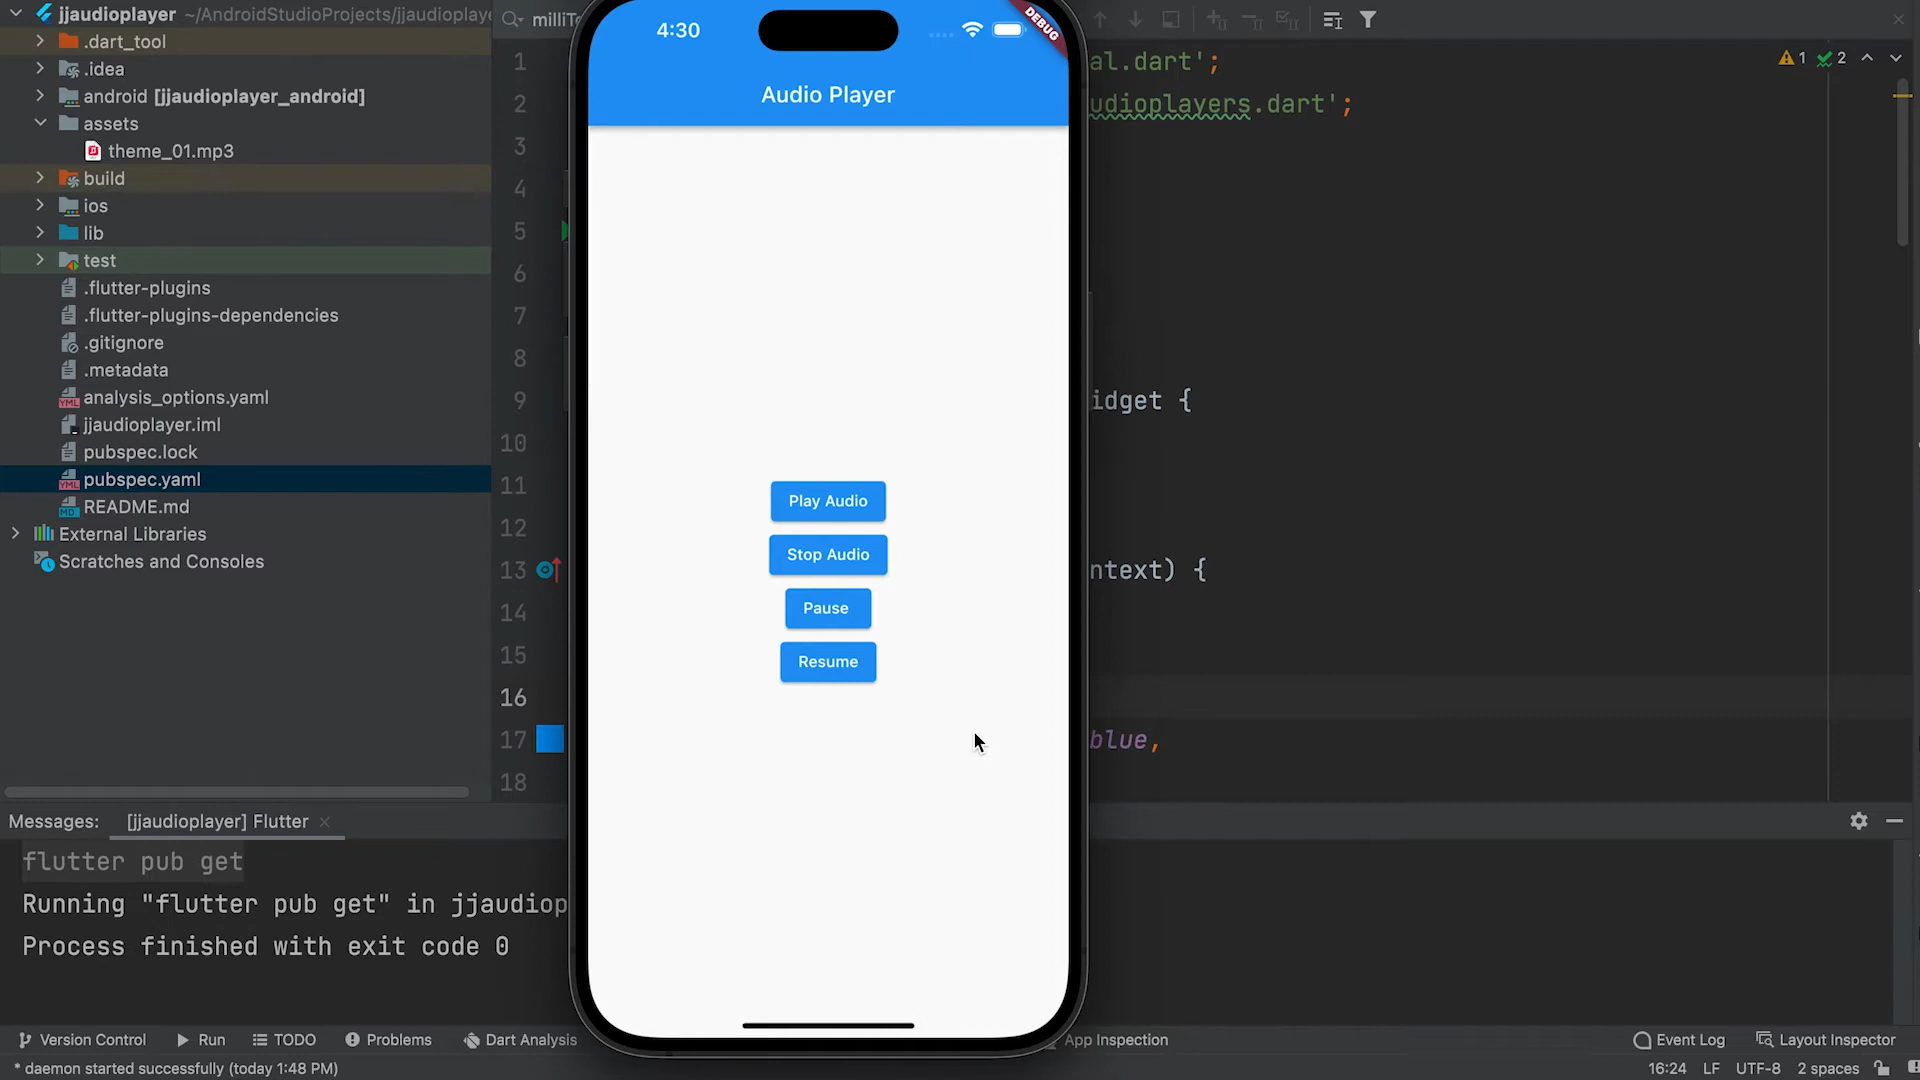 jjaudioplayer ~/AndroidStudioProjects/jjaudioplaye
.dart_tool
.idea
android [jjaudioplayer_android]
assets
theme_01.mp3
build
ios
lib
test
.flutter-plugins
.flutter-plugins-dependencies
.gitignore
.metadata
analysis_options.yaml
jjaudioplayer.iml
pubspec.lock
pubspec.yaml
README.md
External Libraries
Scratches and Consoles
1 al.dart';
2 udioplayers.dart';
3
4
5
6
7
8
9 idget {
10
11
12
13 ntext) {
14
15
16
17 blue,
18
1 2
4:30
DEBUG
Audio Player
Play Audio
Stop Audio
Pause
Resume
Messages: [jjaudioplayer] Flutter
flutter pub get
Running "flutter pub get" in jjaudiop
Process finished with exit code 0
Version Control Run TODO Problems Dart Analysis App Inspection Event Log Layout Inspector
* daemon started successfully (today 1:48 PM) 16:24 LF UTF-8 2 spaces